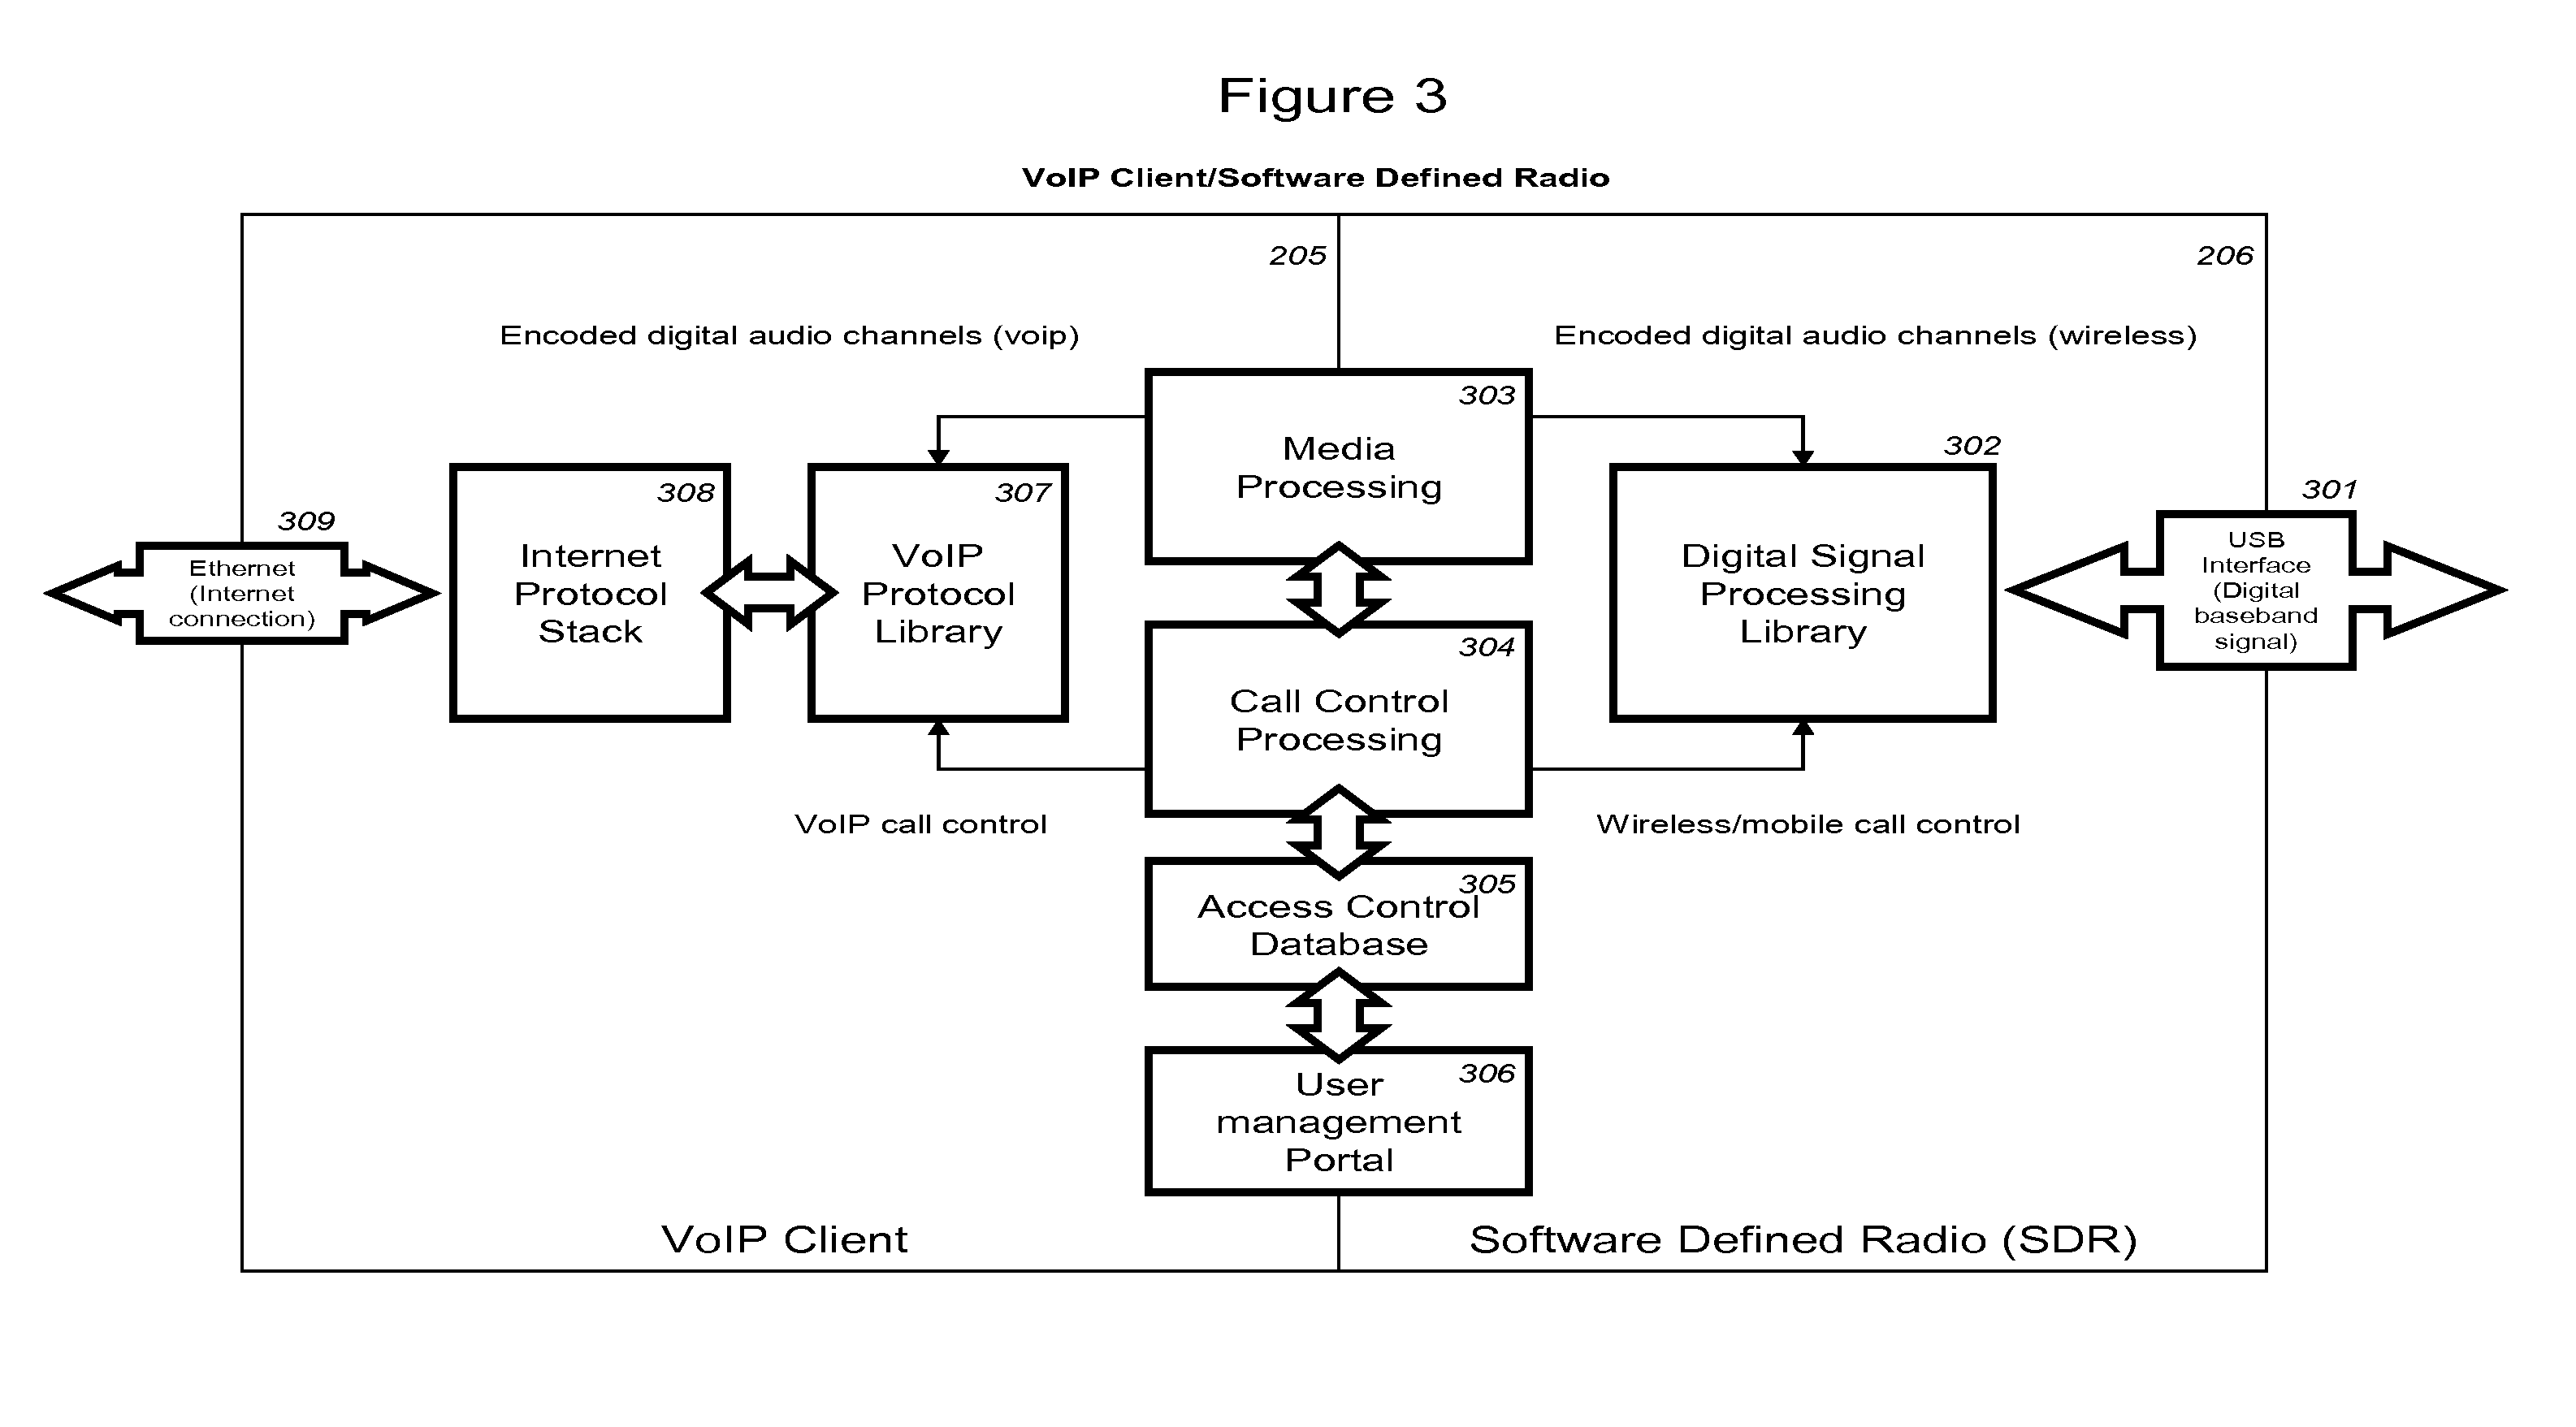 Figure 3
VoIP Client/Software Defined Radio
205
206
Encoded digital audio channels (voip)
Encoded digital audio channels (wireless)
303
Media
Processing
302
308
Internet
Protocol
Stack
307
VoIP
Protocol
Library
Digital Signal
Processing
Library
309
Ethernet
(Internet
connection)
301
USB
Interface
(Digital
baseband
signal)
304
Call Control
Processing
VoIP call control
Wireless/mobile call control
305
Access Control
Database
306
User
management
Portal
VoIP Client
Software Defined Radio (SDR)